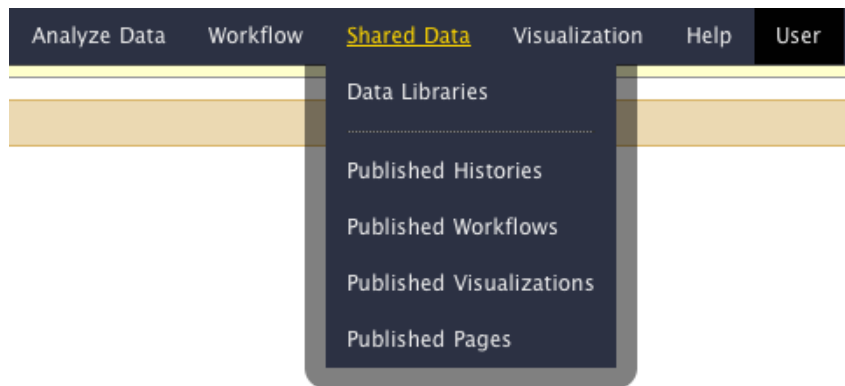 Analyze Data Workflow Shared Data Visualization Help User
Data Libraries
Published Histories
Published Workflows
Published Visualizations
Published Pages